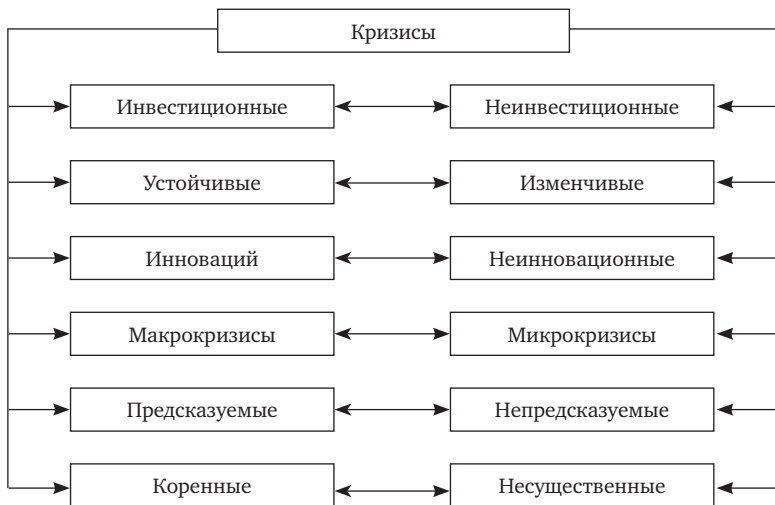 Кризисы
Инвестиционные
Неинвестиционные
Устойчивые
Изменчивые
Инноваций
Неинновационные
Макрокризисы
Микрокризисы
Предсказуемые
Непредсказуемые
Коренные
Несущественные